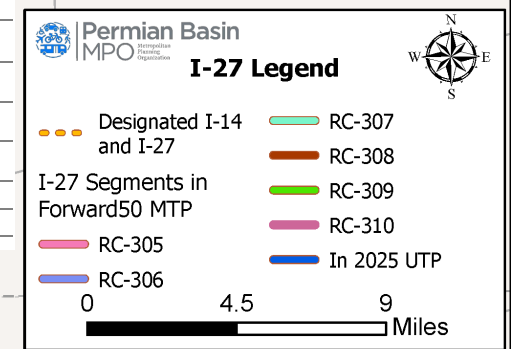 Permian Basin
MPO Metropolitan
Planning
Organization
N
W E
S
I-27 Legend
Designated I-14
and I-27
I-27 Segments in
Forward50 MTP
RC-305
RC-306
RC-307
RC-308
RC-309
RC-310
In 2025 UTP
0 4.5 9
Miles